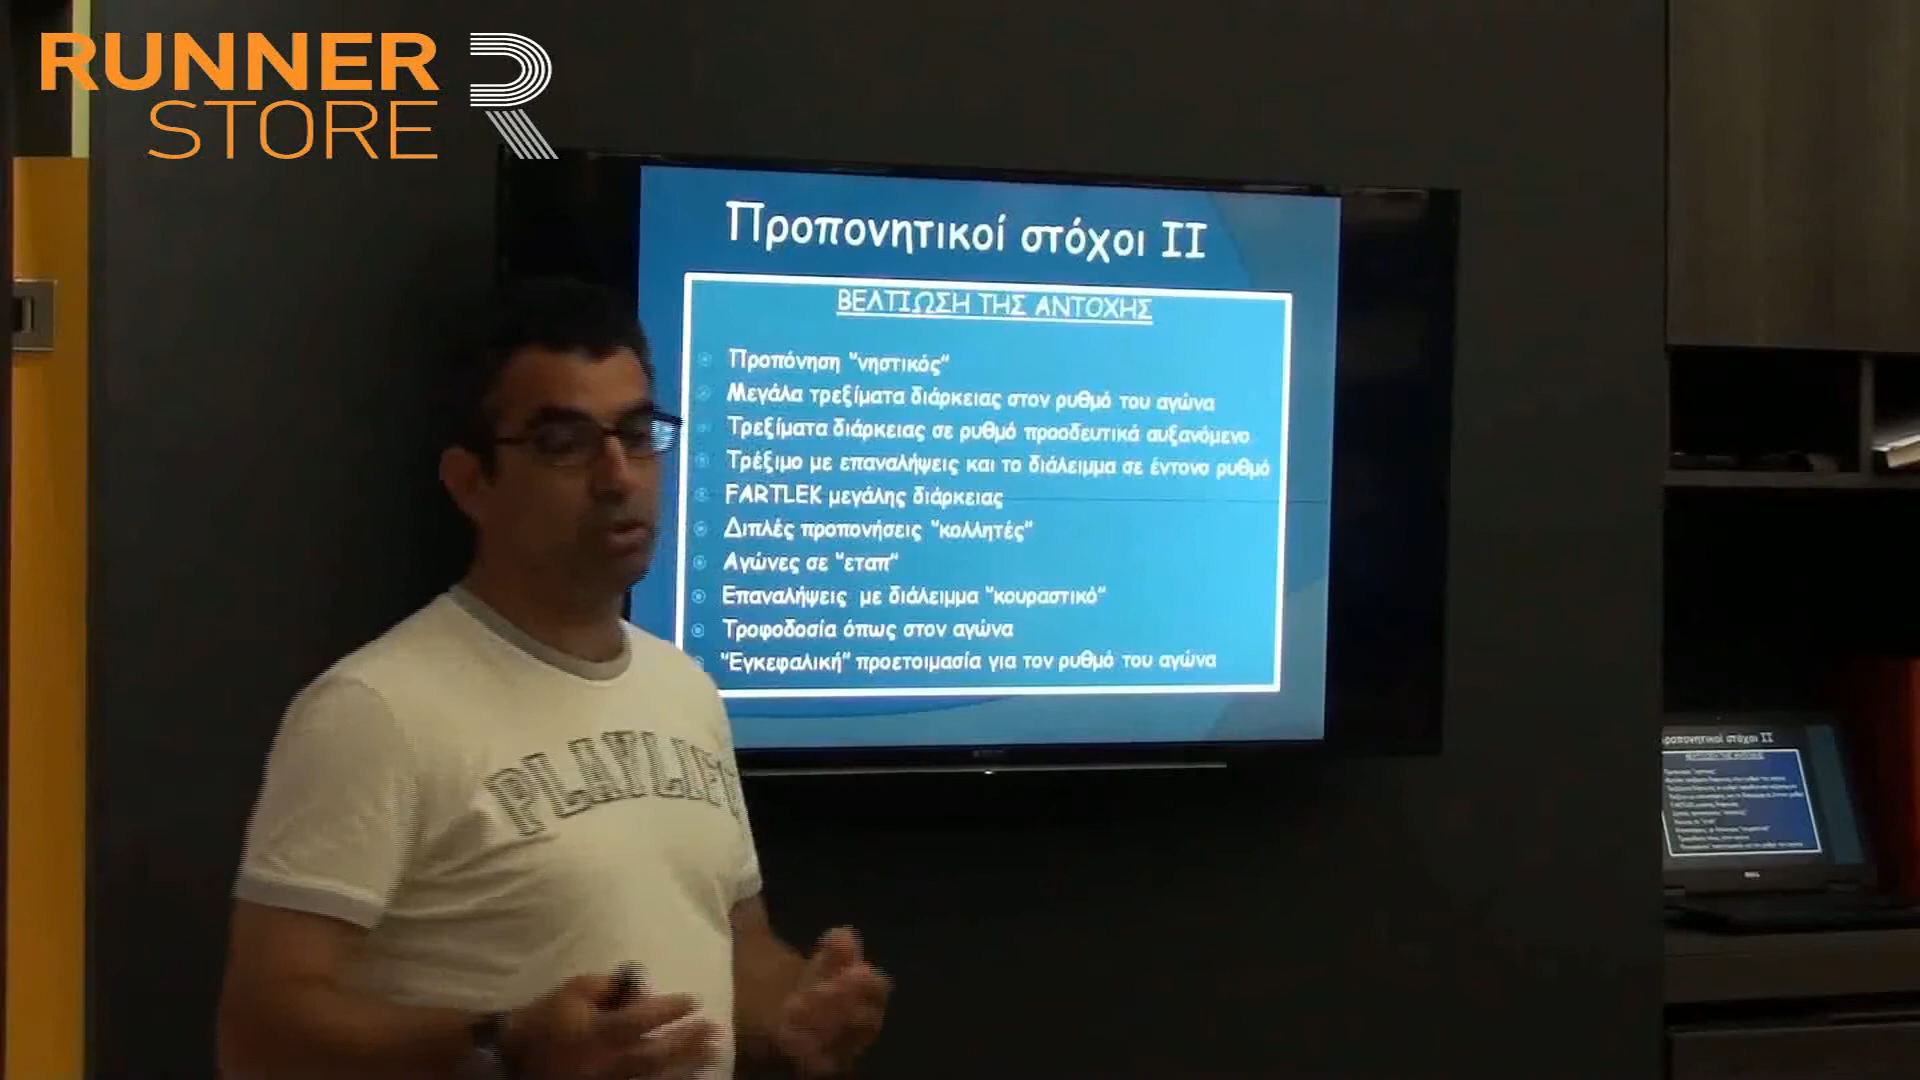 RUNNER
STORE
Προπονητικοί στόχοι ΙΙ
ΒΕΛΤΙΩΣΗ ΤΗΣ ΑΝΤΟΧΗΣ
Προπόνηση "νηστικός"
Μεγάλα τρεξίματα διάρκειας στον ρυθμό του αγώνα
Τρεξίματα διάρκειας σε ρυθμό προοδευτικά αυξανόμενο
Τρέξιμο με επαναλήψεις και το διάλειμμα σε έντονο ρυθμό
FARTLEK μεγάλης διάρκειας
Διπλές προπονήσεις "κολλητές"
Αγώνες σε "εταπ"
Επαναλήψεις με διάλειμμα "κουραστικό"
Τροφοδοσία όπως στον αγώνα
"Εγκεφαλική" προετοιμασία για τον ρυθμό του αγώνα
PLAYLIFE
DELL